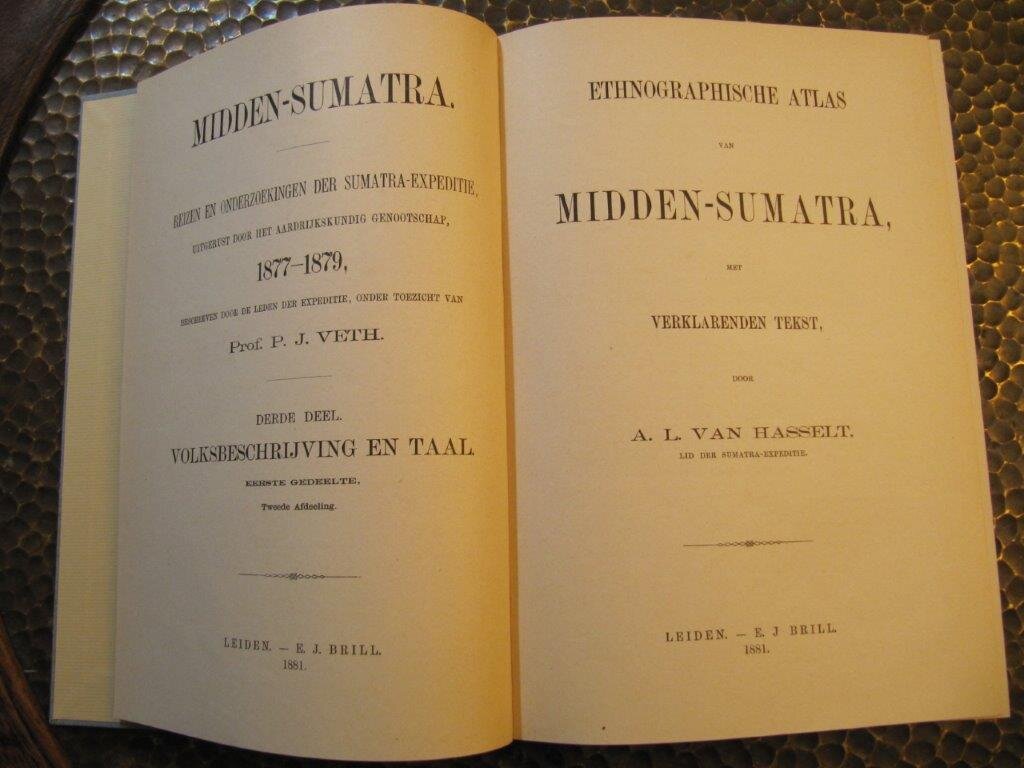 MIDDEN-SUMATRA.
REIZEN EN ONDERZOEKINGEN DER SUMATRA-EXPEDITIE,
UITGERUST DOOR HET AARDRIJKSKUNDIG GENOOTSCHAP,
1877–1879,
BESCHREVEN DOOR DE LEDEN DER EXPEDITIE, ONDER TOEZICHT VAN
Prof. P. J. VETH.
DERDE DEEL.
VOLKSBESCHRIJVING EN TAAL.
EERSTE GEDEELTE,
Tweede Afdeeling.
LEIDEN. — E. J. BRILL.
1881.
ETHNOGRAPHISCHE ATLAS
VAN
MIDDEN-SUMATRA,
MET
VERKLARENDEN TEKST,
DOOR
A. L. VAN HASSELT.
LID DER SUMATRA-EXPEDITIE.
LEIDEN. — E. J BRILL.
1881.